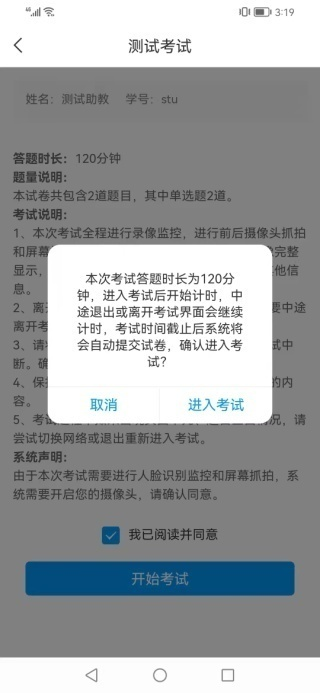 4G 3:19
测试考试
姓名：测试助教 学号：stu
答题时长：120分钟
题量说明：
本试卷共包含2道题目，其中单选题2道。
考试说明：
1、本次考试全程进行录像监控，进行前后摄像头抓拍
和屏幕 完整
显示， 他信
息。
2、离开 要中途
离开考
3、请 试中
断。确
4、保 的内
容。
5、考 况，请
尝试切换网络或退出重新进入考试。
系统声明：
由于本次考试需要进行人脸识别监控和屏幕抓拍，系
统需要开启您的摄像头，请确认同意。
本次考试答题时长为120分
钟，进入考试后开始计时，中
途退出或离开考试界面会继续
计时，考试时间截止后系统将
会自动提交试卷，确认进入考
试?
取消 进入考试
我已阅读并同意
开始考试